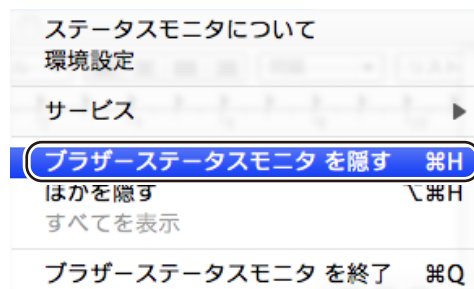 ステータスモニタについて
環境設定
サービス ▶
ブラザーステータスモニタ を隠す ⌘H
ほかを隠す ⌥⌘H
すべてを表示
ブラザーステータスモニタ を終了 ⌘Q